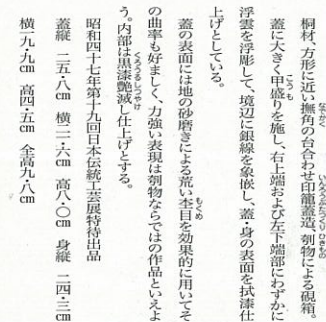 桐材、方形に近い撫角の台合わせ印籠蓋造、刳物による硯箱。
蓋に大きく甲盛りを施し、右上端および左下端部にわずかに
浮雲を浮彫して、境辺に銀線を象嵌し、蓋・身の表面を拭漆仕
上げとしている。
蓋の表面には地の砂磨きによる荒い杢目を効果的に用いてそ
の曲率も好ましく、力強い表現は刳物ならではの作品といえよ
う。内部は黒漆艶滅し仕上げとする。
昭和四十七年第十九回日本伝統工芸展特待出品
蓋縦 二五・八㎝ 横二一・六㎝ 高八・〇㎝ 身縦 二四・三㎝
横一九・九㎝ 高四・五㎝ 全高九・八㎝